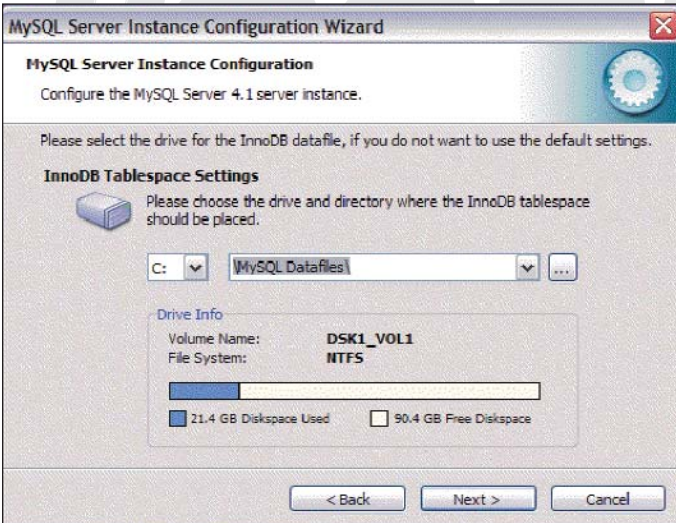 MySQL Server Instance Configuration Wizard
MySQL Server Instance Configuration
Configure the MySQL Server 4.1 server instance.
Please select the drive for the InnoDB datafile, if you do not want to use the default settings.
InnoDB Tablespace Settings
Please choose the drive and directory where the InnoDB tablespace
should be placed.
C: \MySQL Datafiles\ ...
Drive Info
Volume Name: DSK1_VOL1
File System: NTFS
21.4 GB Diskspace Used 90.4 GB Free Diskspace
< Back Next > Cancel